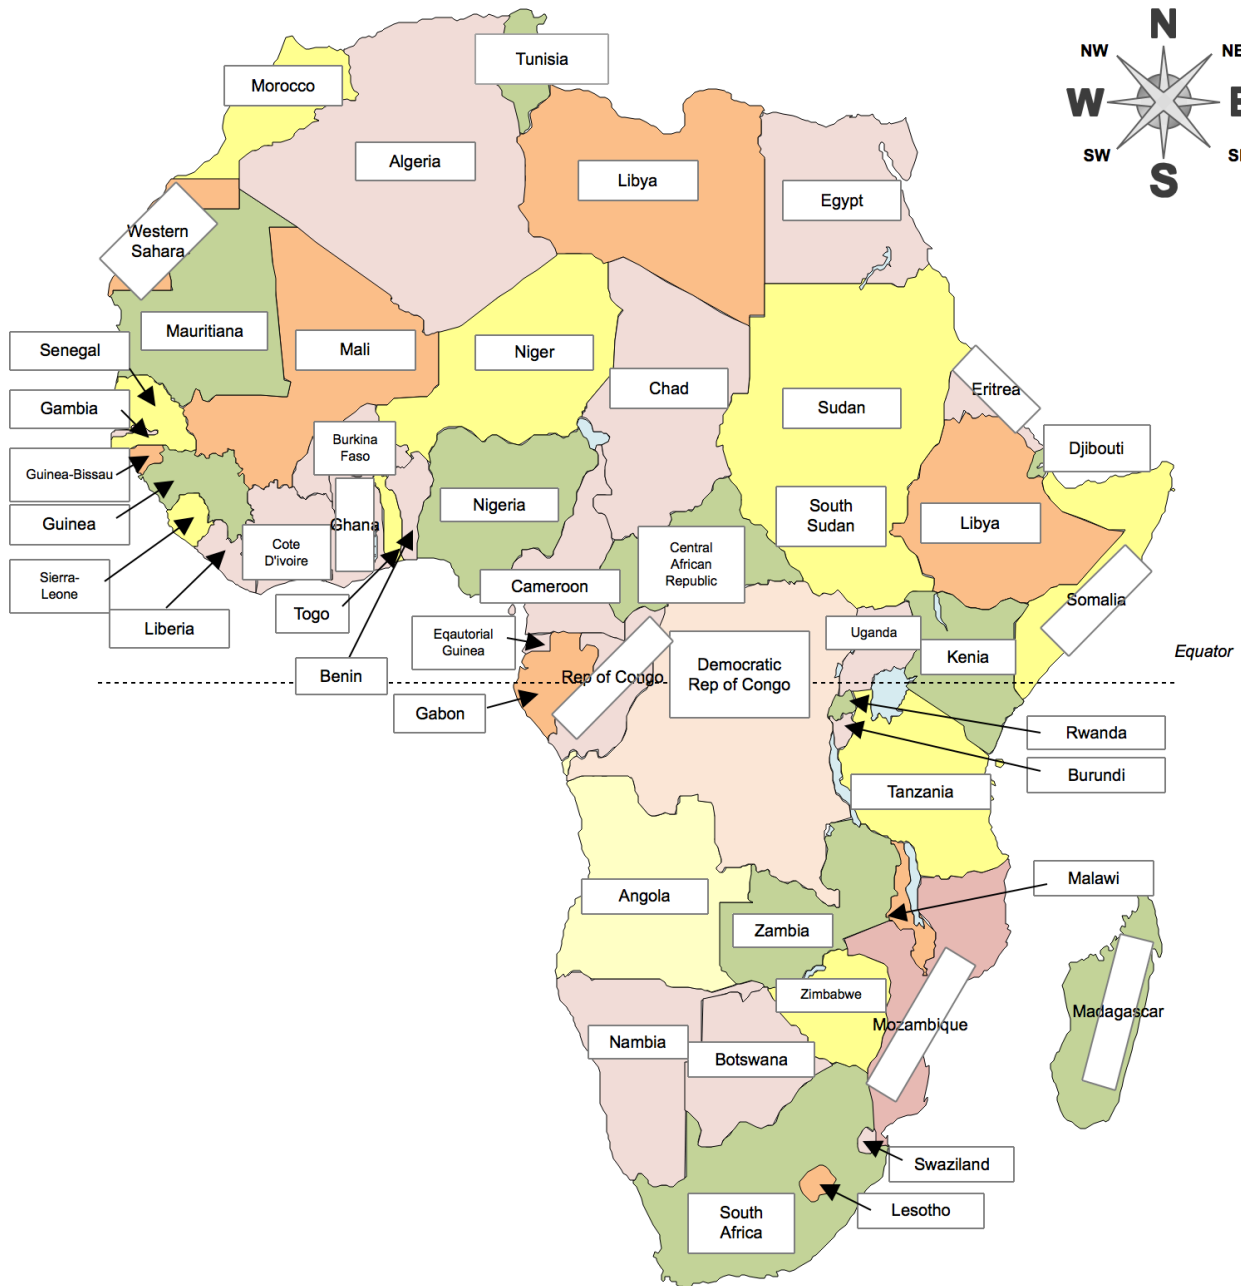 N
NW
NE
W
E
SW
S
Tunisia
Morocco
Algeria
Libya
Egypt
Western
Sahara
Mauritiana
Mali
Niger
Chad
Sudan
Eritrea
Senegal
Gambia
Guinea-Bissau
Guinea
Sierra-
Leone
Liberia
Burkina
Faso
Ghana
Cote
D'ivoire
Togo
Benin
Nigeria
Cameroon
Central
African
Republic
South
Sudan
Libya
Djibouti
Somalia
Eqautorial
Guinea
Gabon
Rep of Congo
Democratic
Rep of Congo
Uganda
Kenia
Equator
Rwanda
Burundi
Tanzania
Malawi
Angola
Zambia
Zimbabwe
Mozambique
Madagascar
Nambia
Botswana
Swaziland
Lesotho
South
Africa